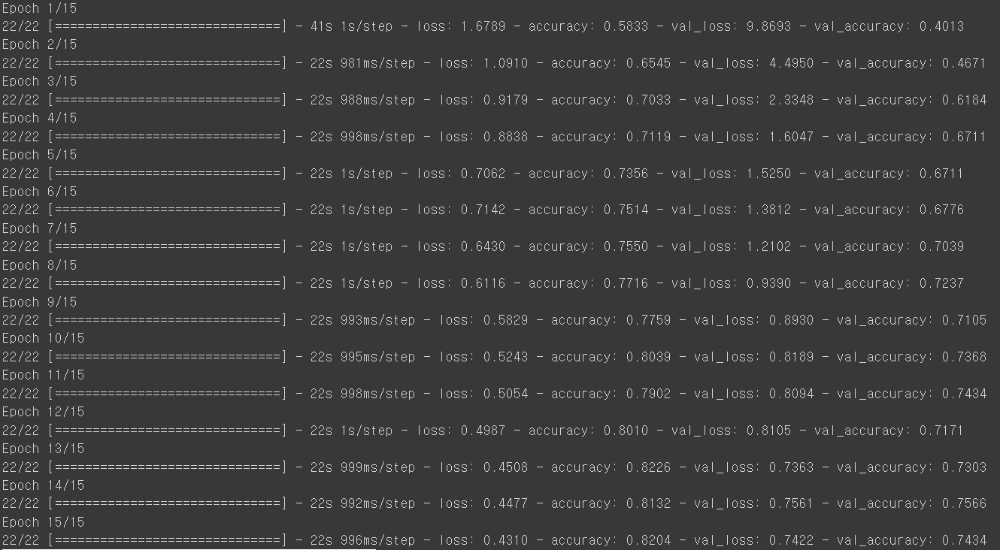 Epoch 1/15
22/22 [==============================] - 41s 1s/step - loss: 1.6789 - accuracy: 0.5833 - val_loss: 9.8693 - val_accuracy: 0.4013
Epoch 2/15
22/22 [==============================] - 22s 981ms/step - loss: 1.0910 - accuracy: 0.6545 - val_loss: 4.4950 - val_accuracy: 0.4671
Epoch 3/15
22/22 [==============================] - 22s 988ms/step - loss: 0.9179 - accuracy: 0.7033 - val_loss: 2.3348 - val_accuracy: 0.6184
Epoch 4/15
22/22 [==============================] - 22s 998ms/step - loss: 0.8838 - accuracy: 0.7119 - val_loss: 1.6047 - val_accuracy: 0.6711
Epoch 5/15
22/22 [==============================] - 22s 1s/step - loss: 0.7062 - accuracy: 0.7356 - val_loss: 1.5250 - val_accuracy: 0.6711
Epoch 6/15
22/22 [==============================] - 22s 1s/step - loss: 0.7142 - accuracy: 0.7514 - val_loss: 1.3812 - val_accuracy: 0.6776
Epoch 7/15
22/22 [==============================] - 22s 1s/step - loss: 0.6430 - accuracy: 0.7550 - val_loss: 1.2102 - val_accuracy: 0.7039
Epoch 8/15
22/22 [==============================] - 22s 1s/step - loss: 0.6116 - accuracy: 0.7716 - val_loss: 0.9390 - val_accuracy: 0.7237
Epoch 9/15
22/22 [==============================] - 22s 993ms/step - loss: 0.5829 - accuracy: 0.7759 - val_loss: 0.8930 - val_accuracy: 0.7105
Epoch 10/15
22/22 [==============================] - 22s 995ms/step - loss: 0.5243 - accuracy: 0.8039 - val_loss: 0.8189 - val_accuracy: 0.7368
Epoch 11/15
22/22 [==============================] - 22s 998ms/step - loss: 0.5054 - accuracy: 0.7902 - val_loss: 0.8094 - val_accuracy: 0.7434
Epoch 12/15
22/22 [==============================] - 22s 1s/step - loss: 0.4987 - accuracy: 0.8010 - val_loss: 0.8105 - val_accuracy: 0.7171
Epoch 13/15
22/22 [==============================] - 22s 999ms/step - loss: 0.4508 - accuracy: 0.8226 - val_loss: 0.7363 - val_accuracy: 0.7303
Epoch 14/15
22/22 [==============================] - 22s 992ms/step - loss: 0.4477 - accuracy: 0.8132 - val_loss: 0.7561 - val_accuracy: 0.7566
Epoch 15/15
22/22 [==============================] - 22s 996ms/step - loss: 0.4310 - accuracy: 0.8204 - val_loss: 0.7422 - val_accuracy: 0.7434